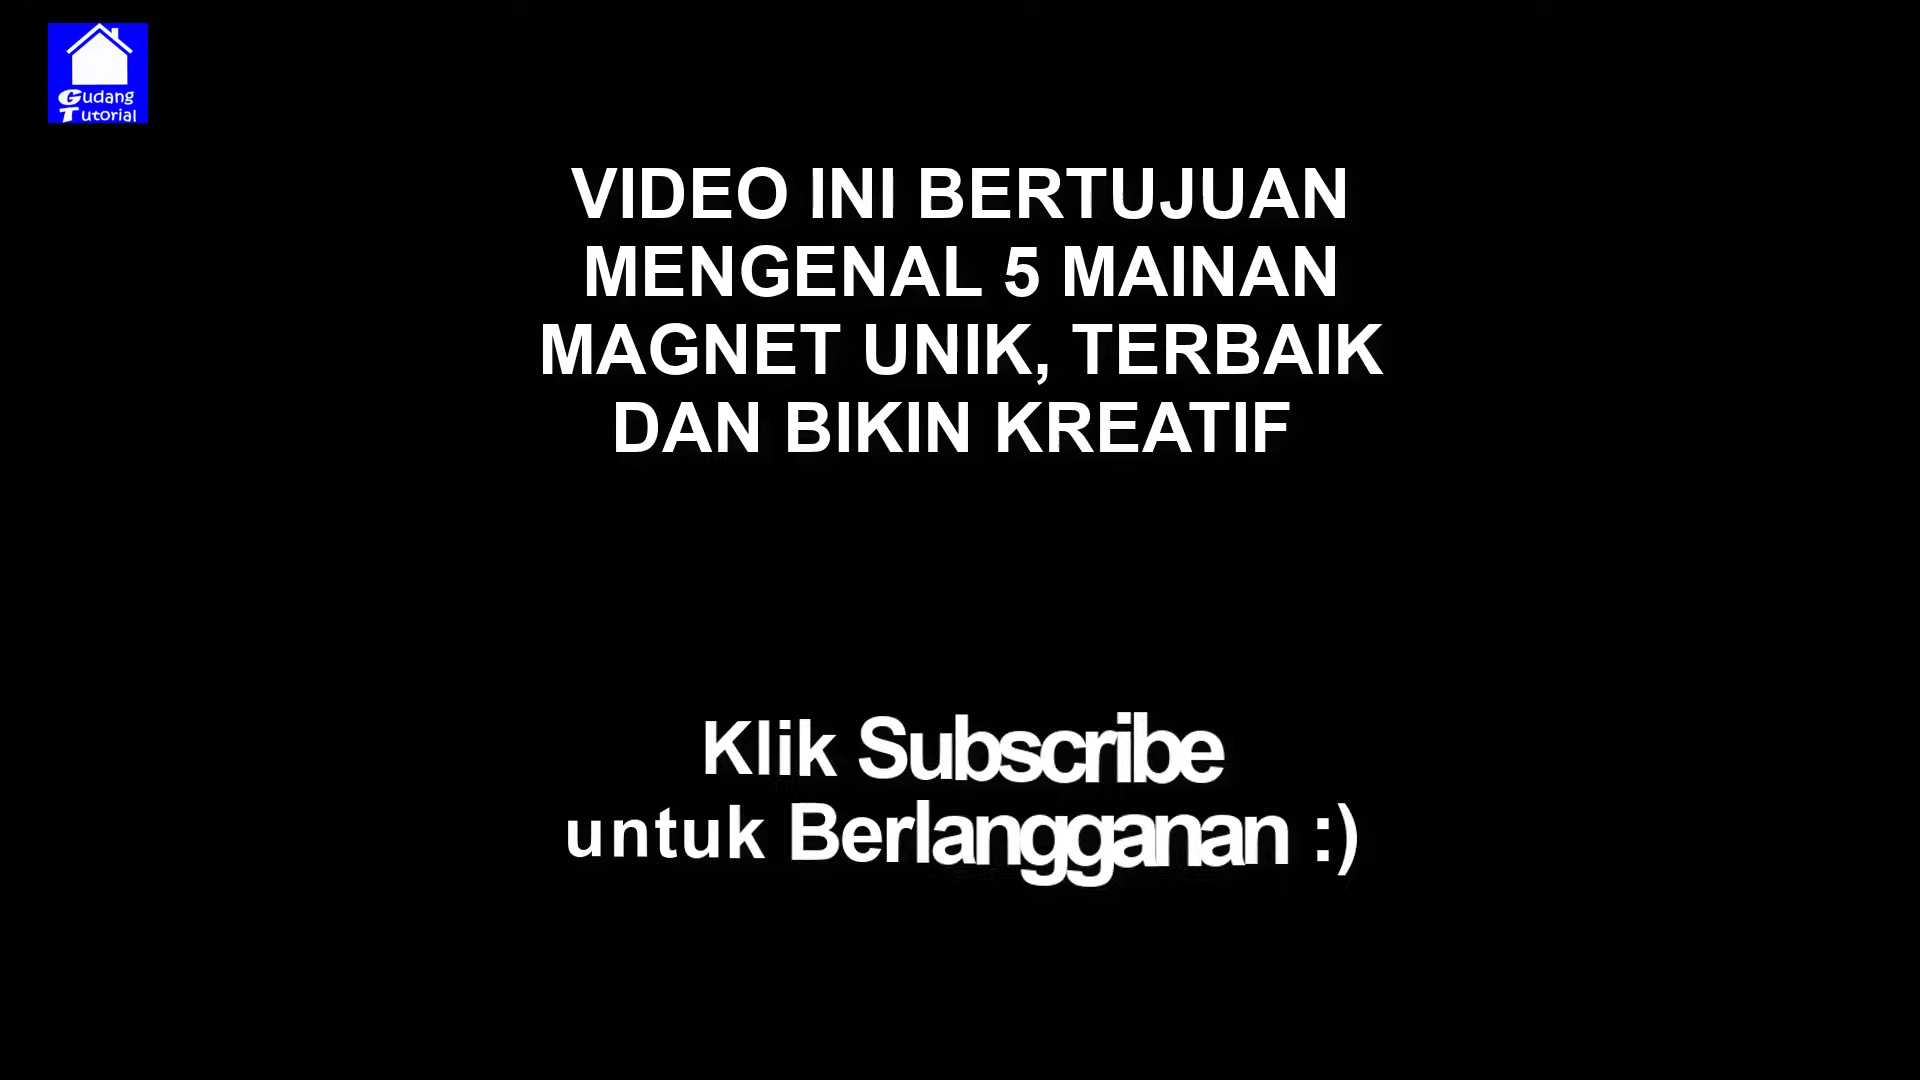 Gudang
Tutorial
VIDEO INI BERTUJUAN
MENGENAL 5 MAINAN
MAGNET UNIK, TERBAIK
DAN BIKIN KREATIF
Klik Subscribe
untuk Berlangganan :)